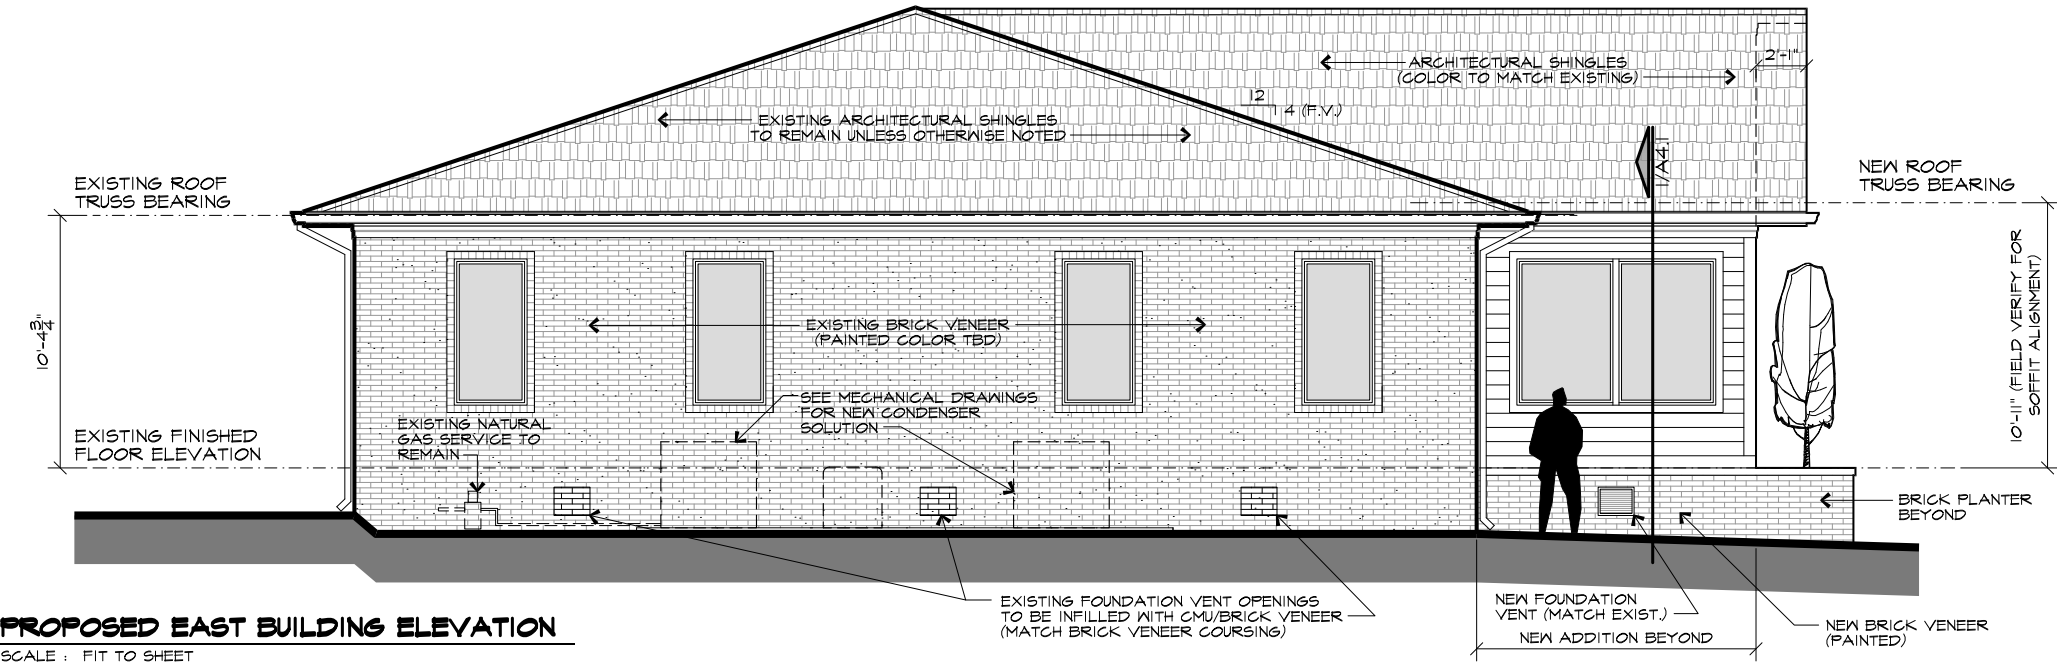 2'-1"
ARCHITECTURAL SHINGLES
(COLOR TO MATCH EXISTING)
12
4 (F.V.)
EXISTING ARCHITECTURAL SHINGLES
TO REMAIN UNLESS OTHERWISE NOTED
1/A4.1
EXISTING ROOF
TRUSS BEARING
NEW ROOF
TRUSS BEARING
10'-4 3/4"
10'-11" (FIELD VERIFY FOR
SOFFIT ALIGNMENT)
EXISTING BRICK VENEER
(PAINTED COLOR TBD)
SEE MECHANICAL DRAWINGS
FOR NEW CONDENSER
SOLUTION
EXISTING NATURAL
GAS SERVICE TO
REMAIN
EXISTING FINISHED
FLOOR ELEVATION
BRICK PLANTER
BEYOND
EXISTING FOUNDATION VENT OPENINGS
TO BE INFILLED WITH CMU/BRICK VENEER
(MATCH BRICK VENEER COURSING)
NEW FOUNDATION
VENT (MATCH EXIST.)
NEW ADDITION BEYOND
NEW BRICK VENEER
(PAINTED)
PROPOSED EAST BUILDING ELEVATION
SCALE : FIT TO SHEET